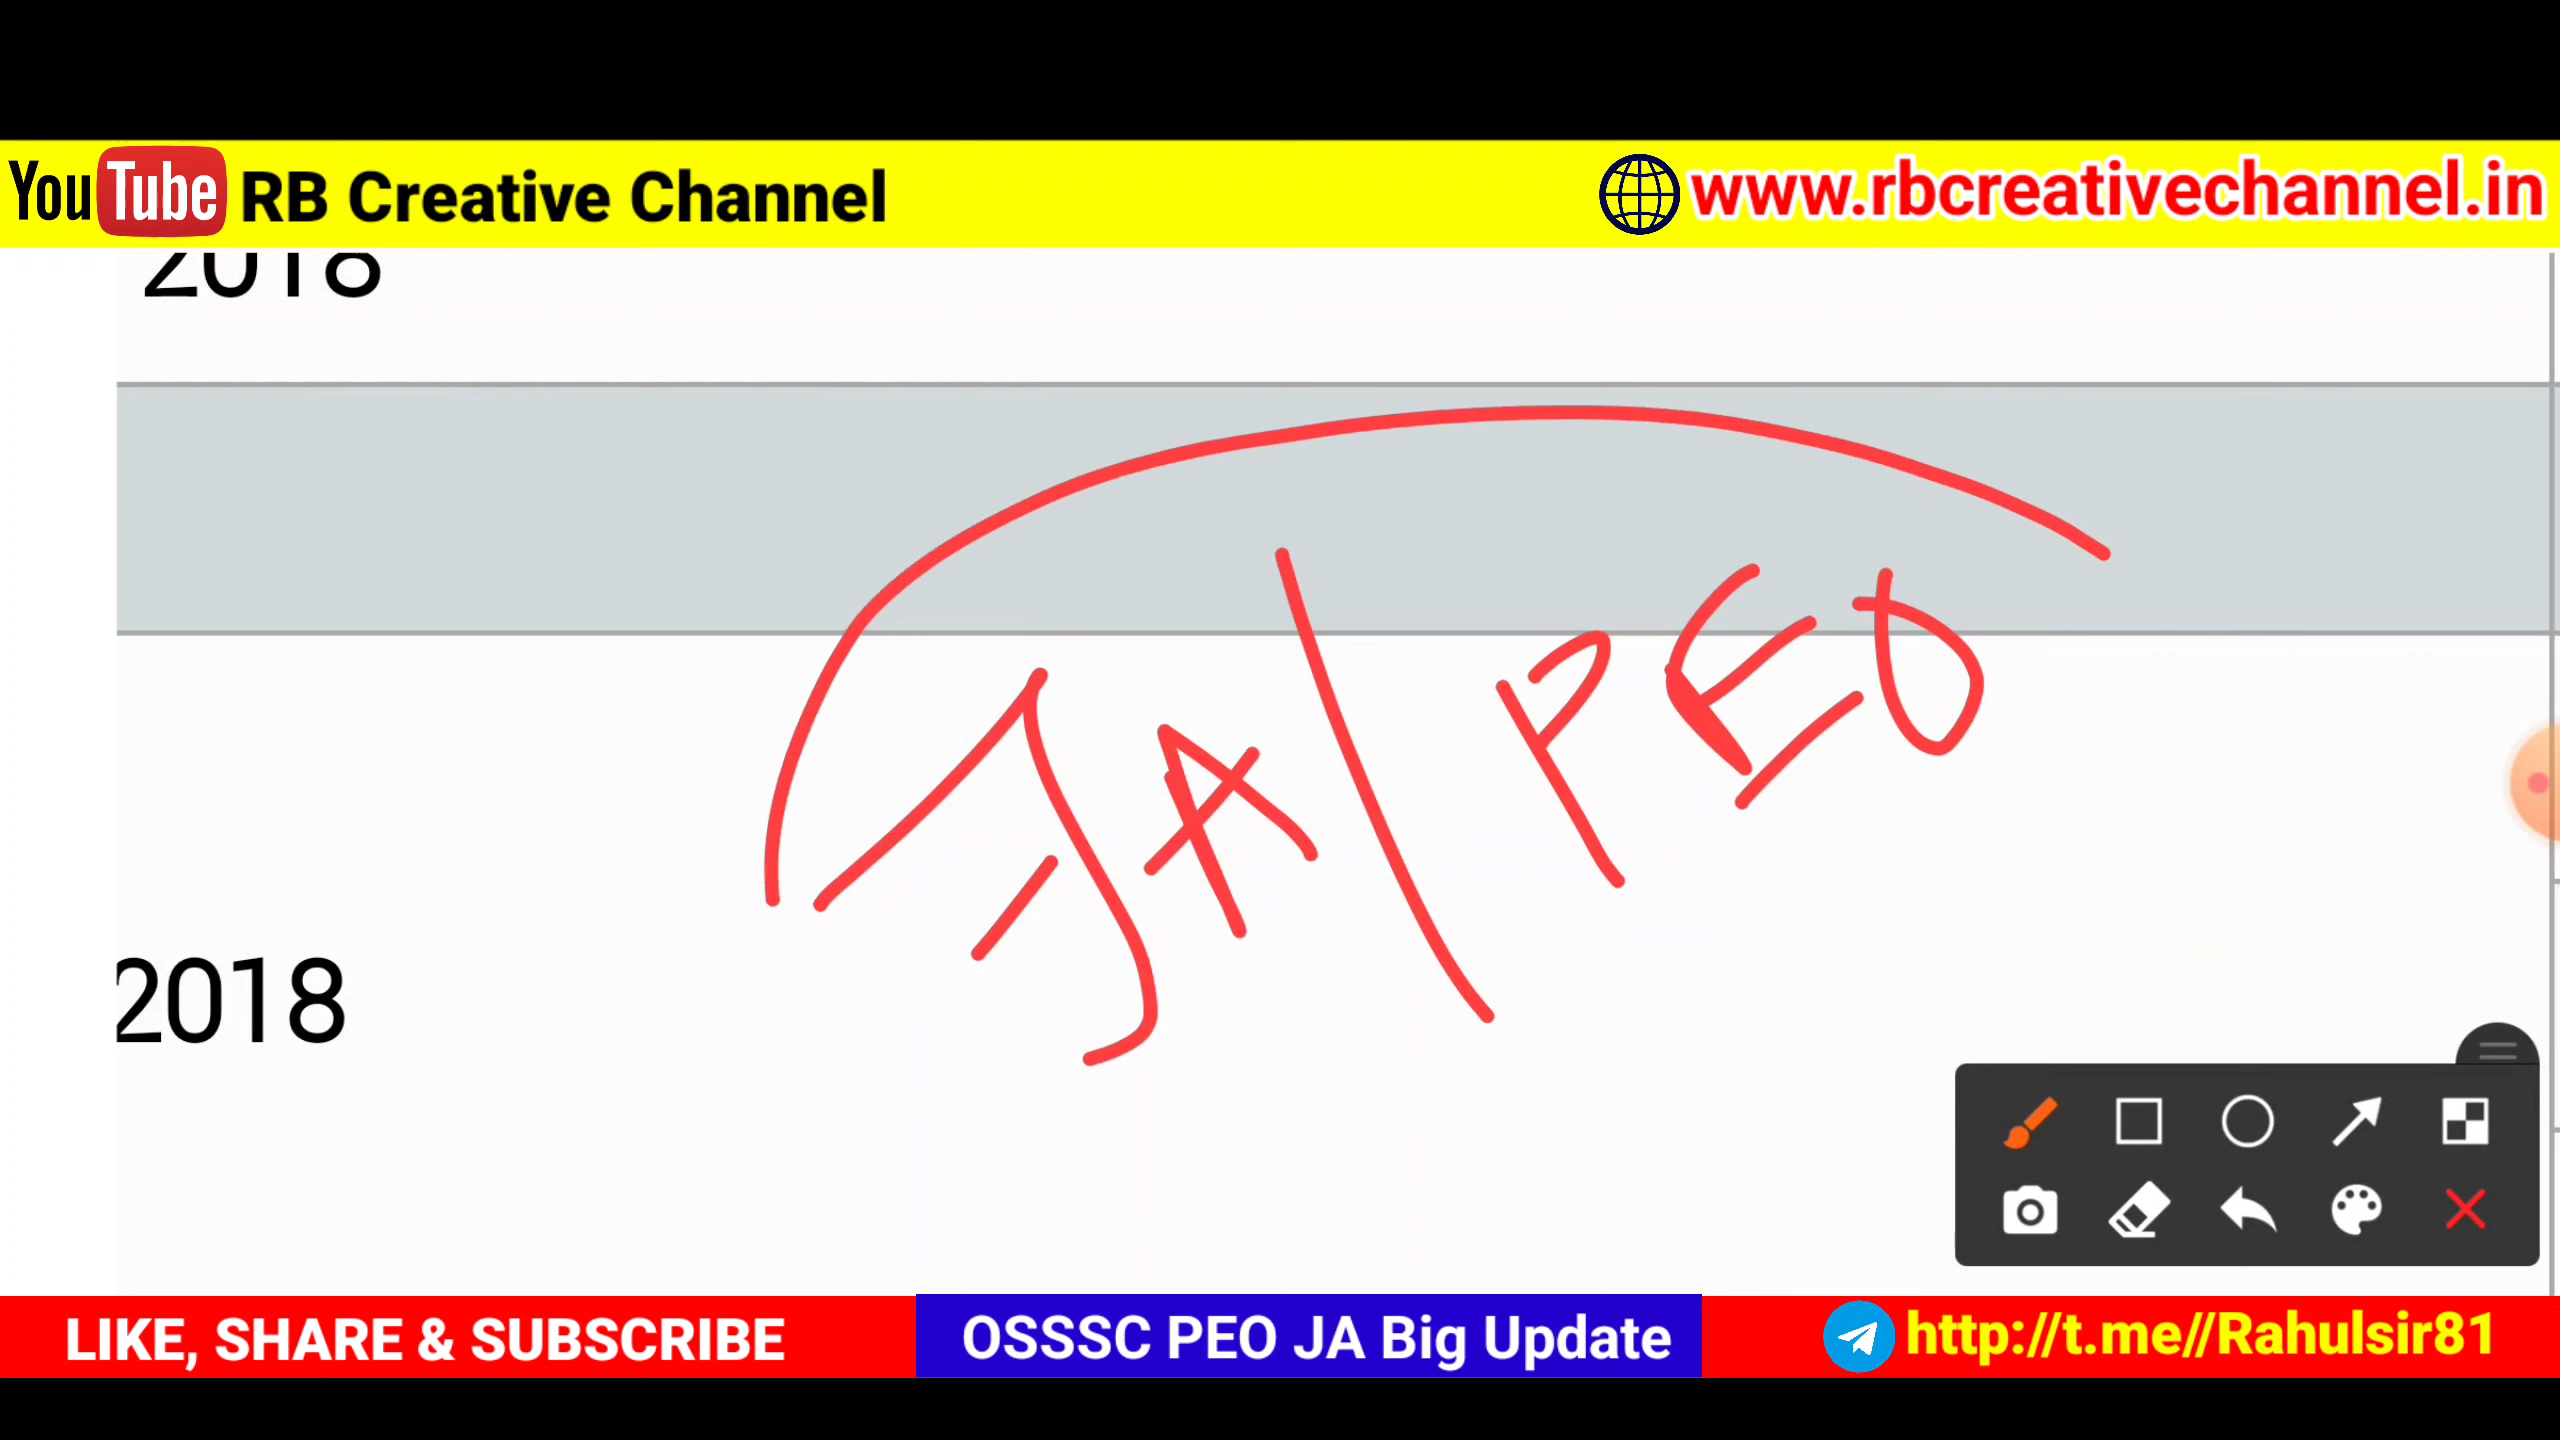 YouTube RB Creative Channel
www.rbcreativechannel.in
2018
JA/PEO
2018
LIKE, SHARE & SUBSCRIBE
OSSSC PEO JA Big Update
http://t.me//Rahulsir81